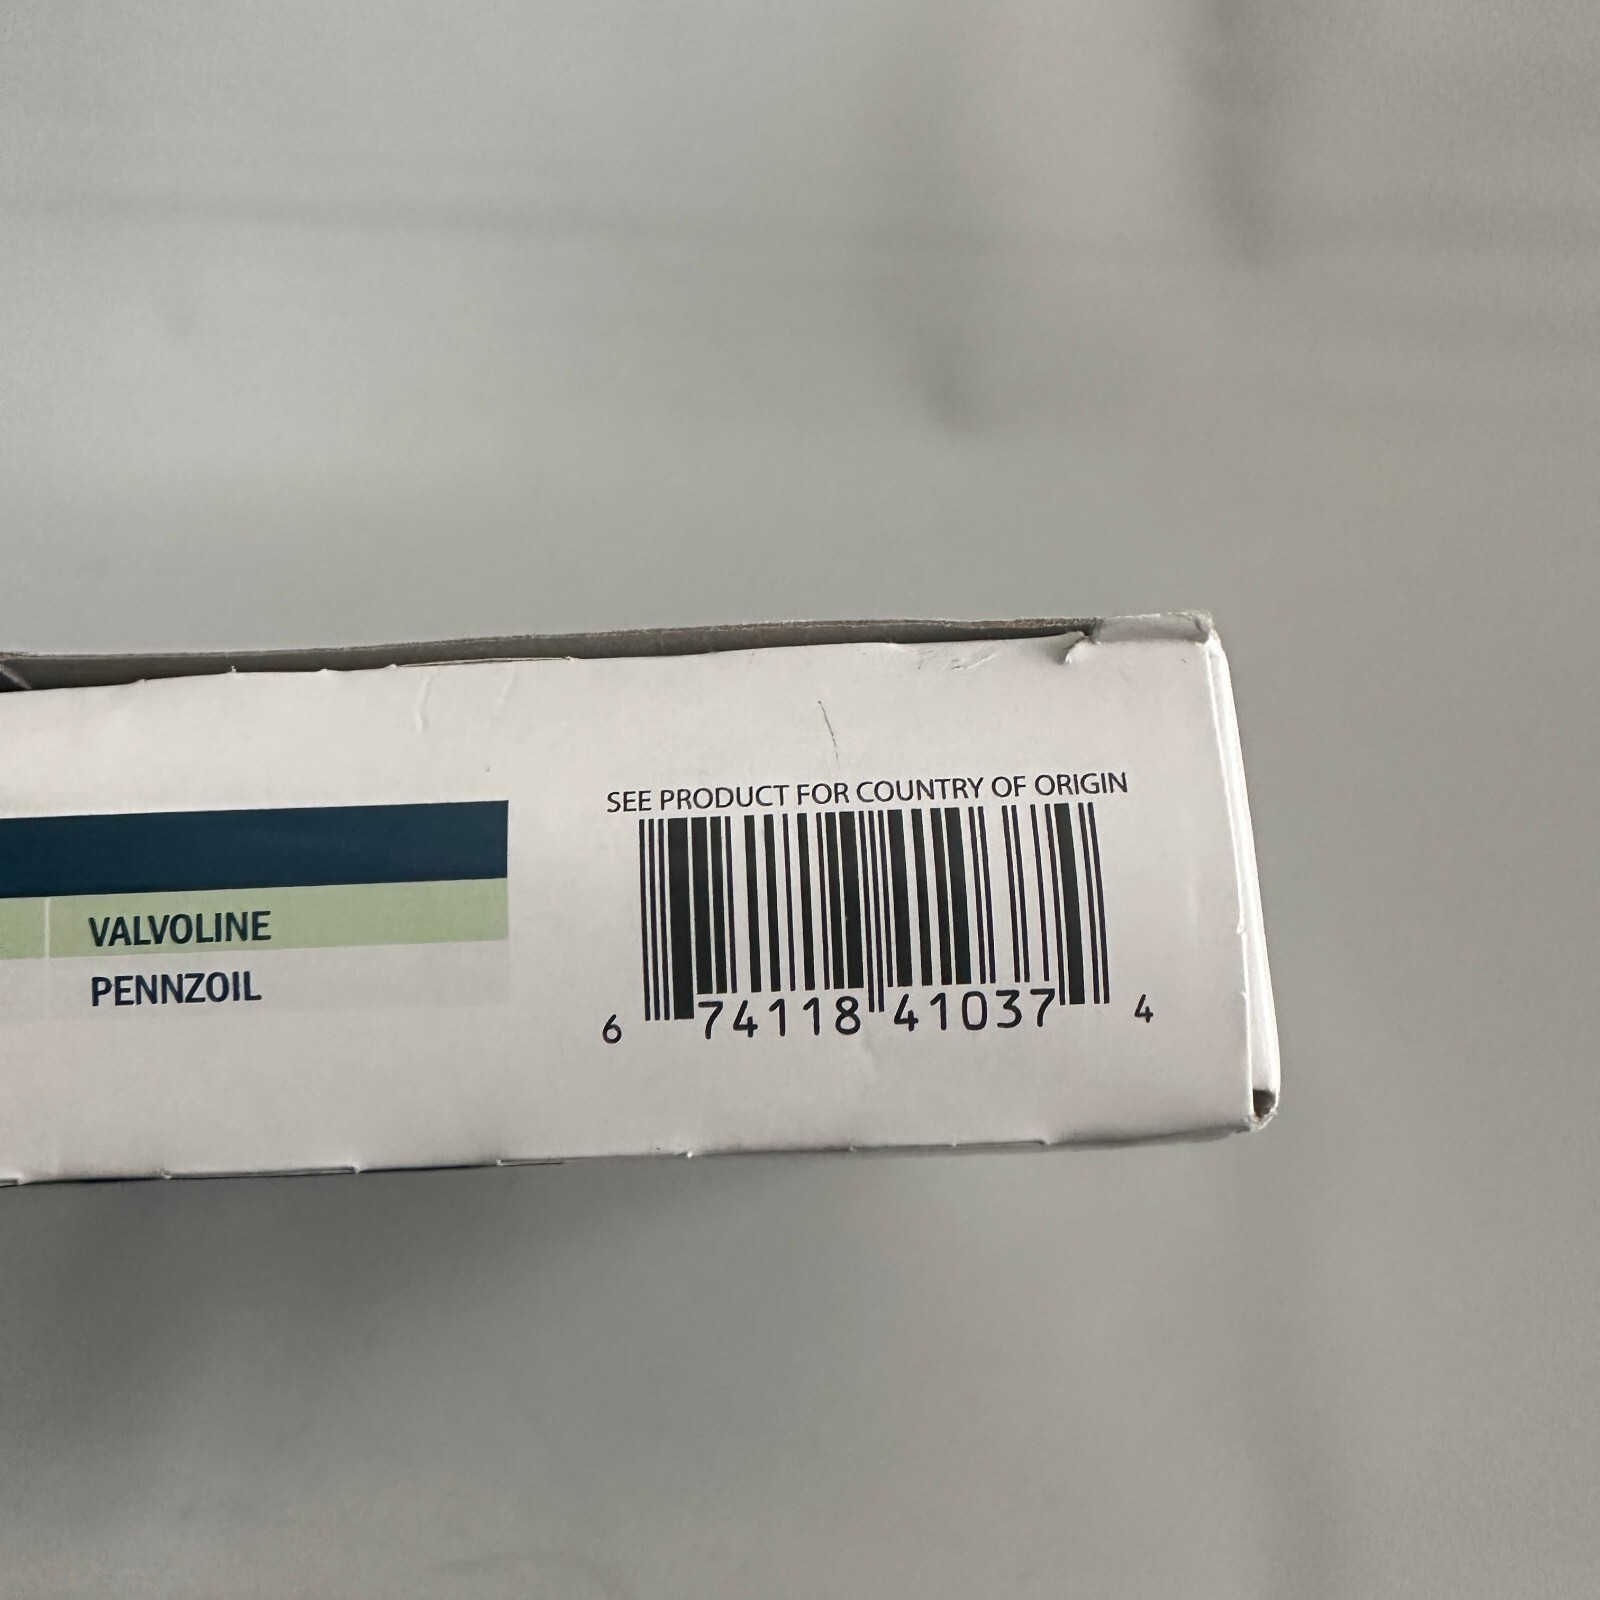 VALVOLINE
PENNZOIL
SEE PRODUCT FOR COUNTRY OF ORIGIN
6 74118 41037 4